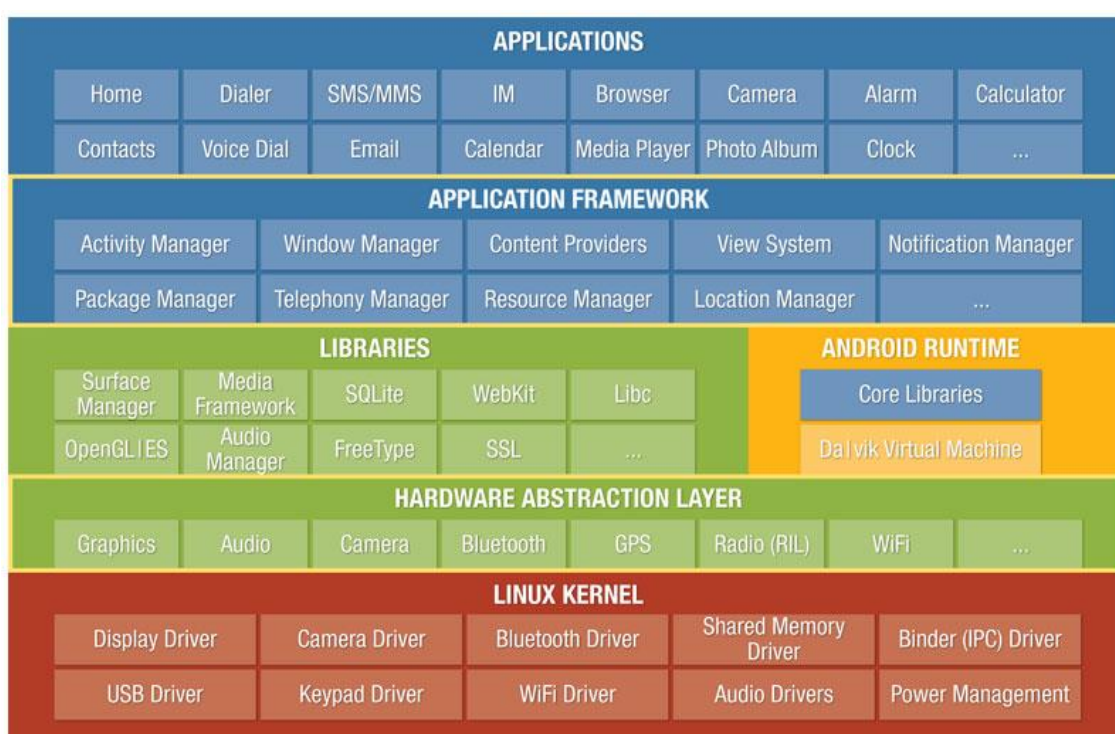 APPLICATIONS
Home Dialer SMS/MMS IM Browser Camera Alarm Calculator
Contacts Voice Dial Email Calendar Media Player Photo Album Clock ...
APPLICATION FRAMEWORK
Activity Manager Window Manager Content Providers View System Notification Manager
Package Manager Telephony Manager Resource Manager Location Manager ...
LIBRARIES
Surface Manager Media Framework SQLite WebKit Libc
OpenGL|ES Audio Manager FreeType SSL ...
ANDROID RUNTIME
Core Libraries
Dalvik Virtual Machine
HARDWARE ABSTRACTION LAYER
Graphics Audio Camera Bluetooth GPS Radio (RIL) WiFi ...
LINUX KERNEL
Display Driver Camera Driver Bluetooth Driver Shared Memory Driver Binder (IPC) Driver
USB Driver Keypad Driver WiFi Driver Audio Drivers Power Management